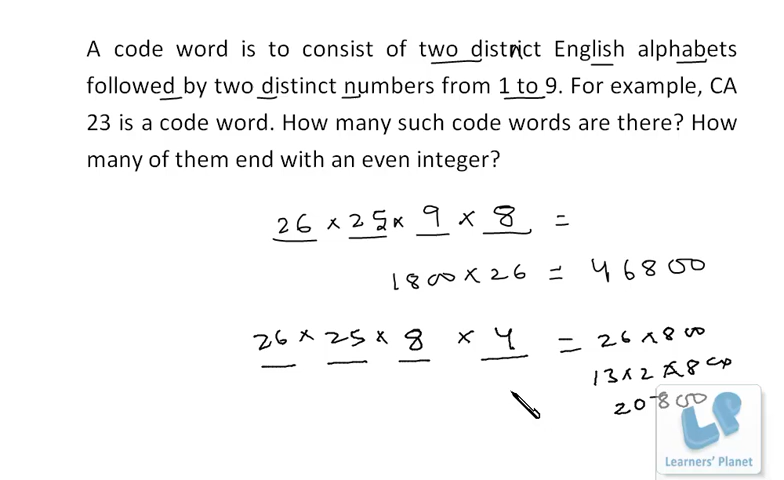 A code word is to consist of two district English alphabets
followed by two distinct numbers from 1 to 9. For example, CA
23 is a code word. How many such code words are there? How
many of them end with an even integer?
26 × 25 × 9 × 8 =
1800 × 26 = 46800
26 × 25 × 8 × 4 = 26 × 800
13 × 2 × 800
20800
LP
Learners' Planet